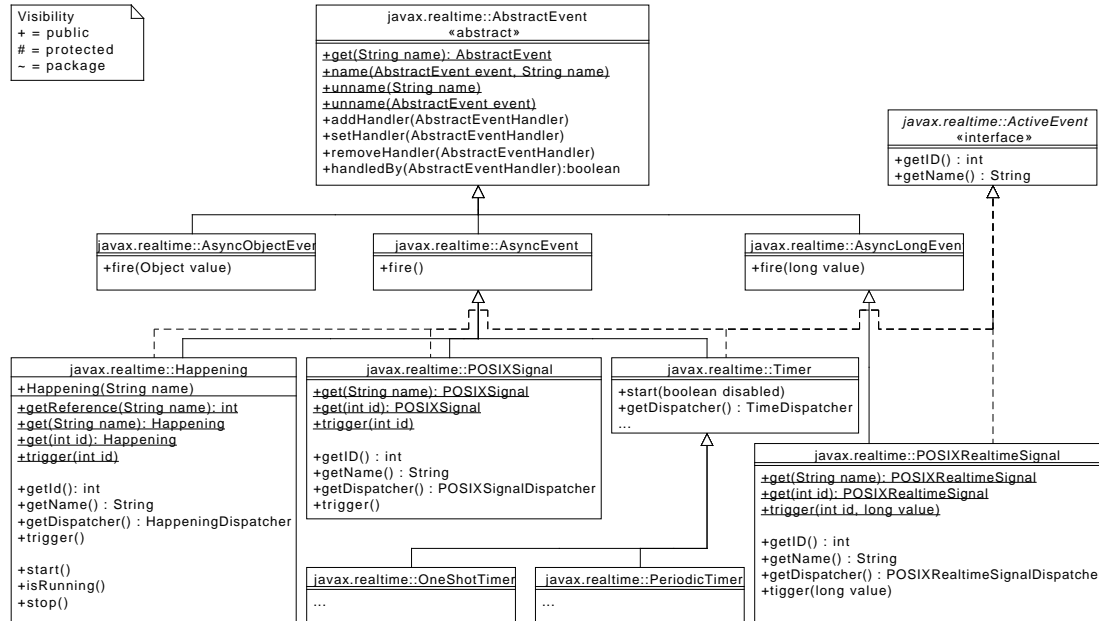 Visibility
+ = public
# = protected
~ = package
javax.realtime::AbstractEvent
«abstract»
+get(String name): AbstractEvent
+name(AbstractEvent event, String name)
+unname(String name)
+unname(AbstractEvent event)
+addHandler(AbstractEventHandler)
+setHandler(AbstractEventHandler)
+removeHandler(AbstractEventHandler)
+handledBy(AbstractEventHandler):boolean
javax.realtime::ActiveEvent
«interface»
+getID() : int
+getName() : String
javax.realtime::AsyncObjectEven
+fire(Object value)
javax.realtime::AsyncEvent
+fire()
javax.realtime::AsyncLongEvent
+fire(long value)
javax.realtime::Happening
+Happening(String name)
+getReference(String name): int
+get(String name): Happening
+get(int id): Happening
+trigger(int id)
+getId(): int
+getName() : String
+getDispatcher() : HappeningDispatcher
+trigger()
+start()
+isRunning()
+stop()
javax.realtime::POSIXSignal
+get(String name): POSIXSignal
+get(int id): POSIXSignal
+trigger(int id)
+getID() : int
+getName() : String
+getDispatcher() : POSIXSignalDispatcher
+trigger()
javax.realtime::Timer
+start(boolean disabled)
+getDispatcher() : TimeDispatcher
...
javax.realtime::POSIXRealtimeSignal
+get(String name): POSIXRealtimeSignal
+get(int id): POSIXRealtimeSignal
+trigger(int id, long value)
+getID() : int
+getName() : String
+getDispatcher() : POSIXRealtimeSignalDispatche
+tigger(long value)
javax.realtime::OneShotTimer
...
javax.realtime::PeriodicTimer
...